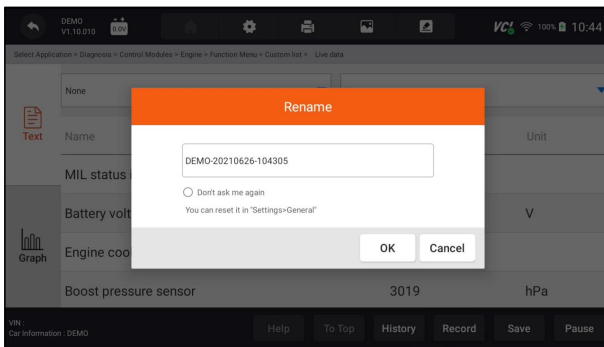 DEMO
V1.10.010
0.0V
VC!
100%
10:44
Select Application > Diagnosis > Control Modules > Engine > Function Menu > Custom list > Live data
None
Rename
Text
Name
Unit
DEMO-20210626-104305
MIL status
Don't ask me again
You can reset it in "Settings>General"
Battery volt
V
Graph
Engine coo
OK
Cancel
Boost pressure sensor
3019
hPa
VIN :
Car Information : DEMO
Help
To Top
History
Record
Save
Pause